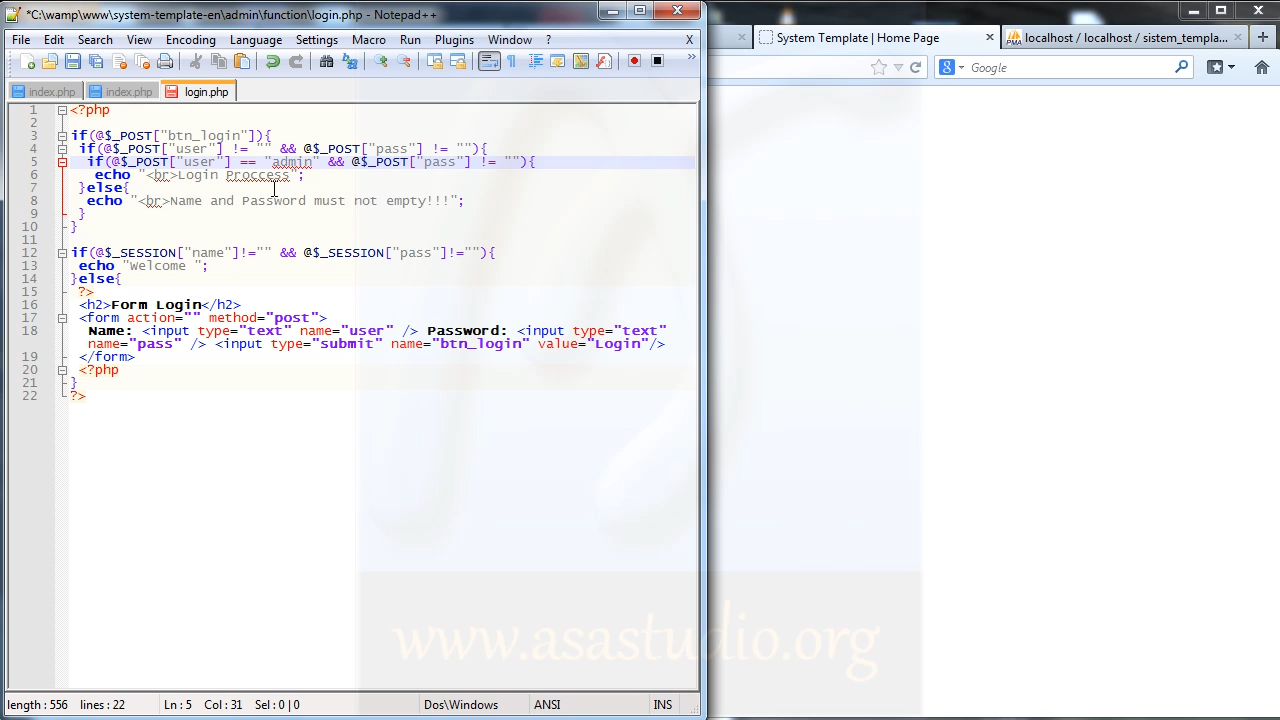 *C:\wamp\www\system-template-en\admin\function\login.php - Notepad++
File Edit Search View Encoding Language Settings Macro Run Plugins Window ? X
index.php index.php login.php
1 <?php
2
3 if(@$_POST["btn_login"]){
4 if(@$_POST["user"] != "" && @$_POST["pass"] != ""){
5 if(@$_POST["user"] == "admin" && @$_POST["pass"] != ""){
6 echo "<br>Login Proccess";
7 }else{
8 echo "<br>Name and Password must not empty!!!";
9 }
10 }
11
12 if(@$_SESSION["name"]!="" && @$_SESSION["pass"]!=""){
13 echo "Welcome ";
14 }else{
15 ?>
16 <h2>Form Login</h2>
17 <form action="" method="post">
18 Name: <input type="text" name="user" /> Password: <input type="text"
name="pass" /> <input type="submit" name="btn_login" value="Login"/>
19 </form>
20 <?php
21 }
22 ?>
length : 556 lines : 22 Ln : 5 Col : 31 Sel : 0 | 0 Dos\Windows ANSI INS
System Template | Home Page
PMA localhost / localhost / sistem_templa...
Google
www.asastudio.org